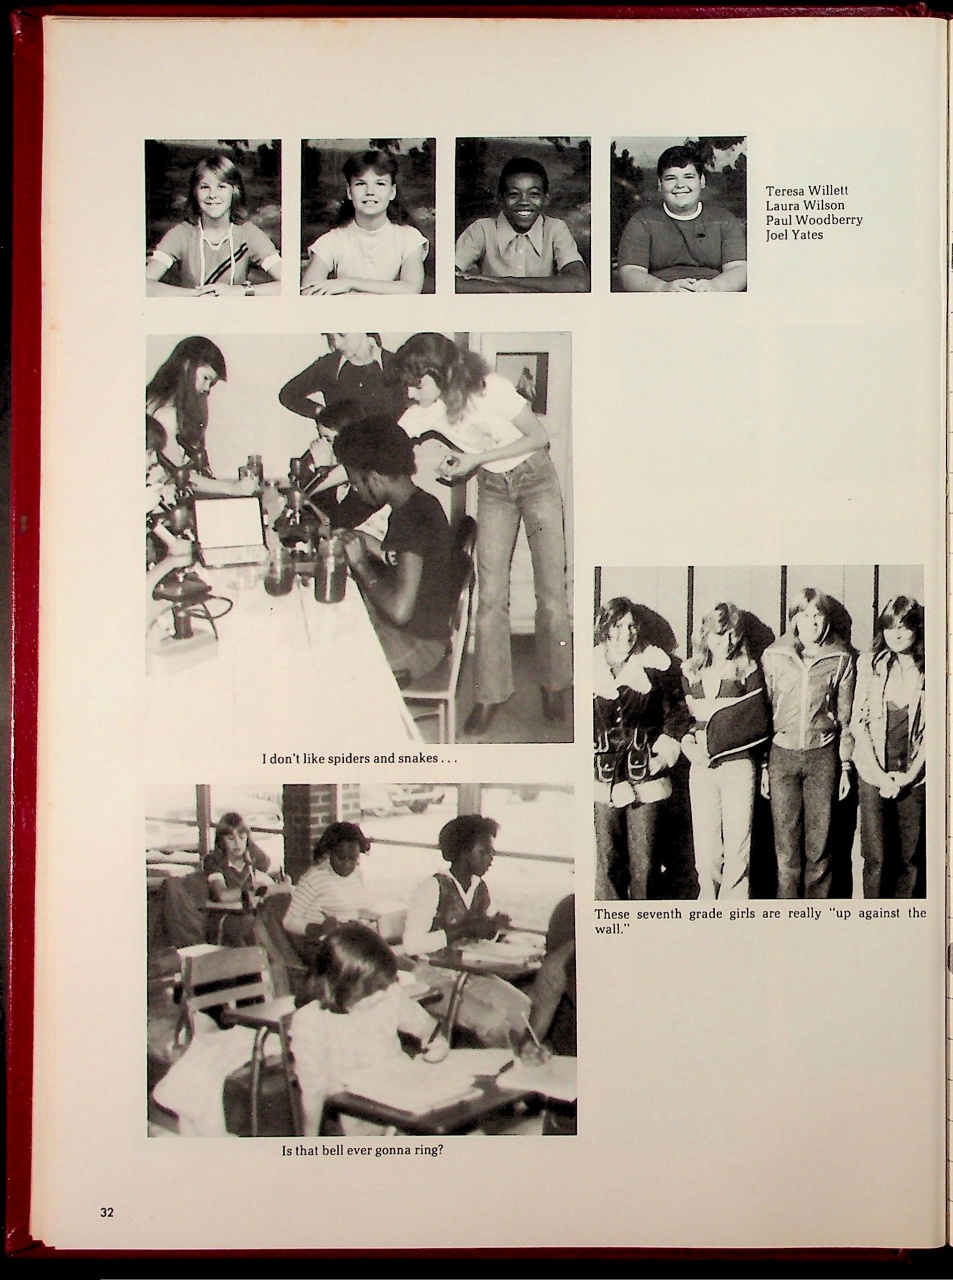 Teresa Willett
Laura Wilson
Paul Woodberry
Joel Yates
I don't like spiders and snakes . . .
These seventh grade girls are really "up against the
wall."
Is that bell ever gonna ring?
32